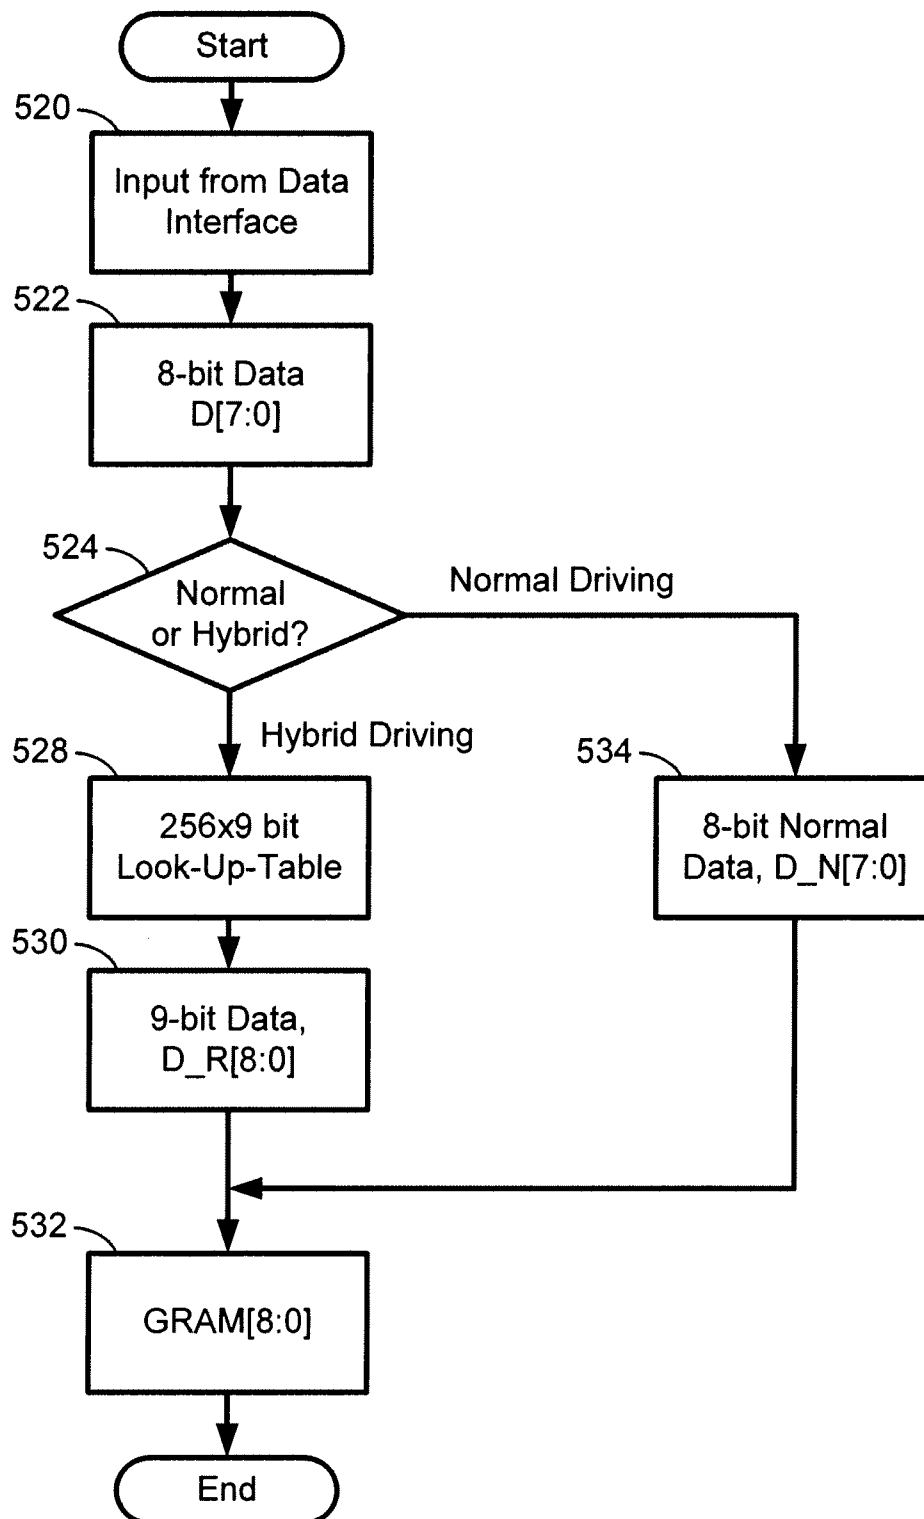 Start
520
Input from Data
Interface
522
8-bit Data
D[7:0]
524
Normal
or Hybrid?
Normal Driving
Hybrid Driving
528
256x9 bit
Look-Up-Table
534
8-bit Normal
Data, D_N[7:0]
530
9-bit Data,
D_R[8:0]
532
GRAM[8:0]
End